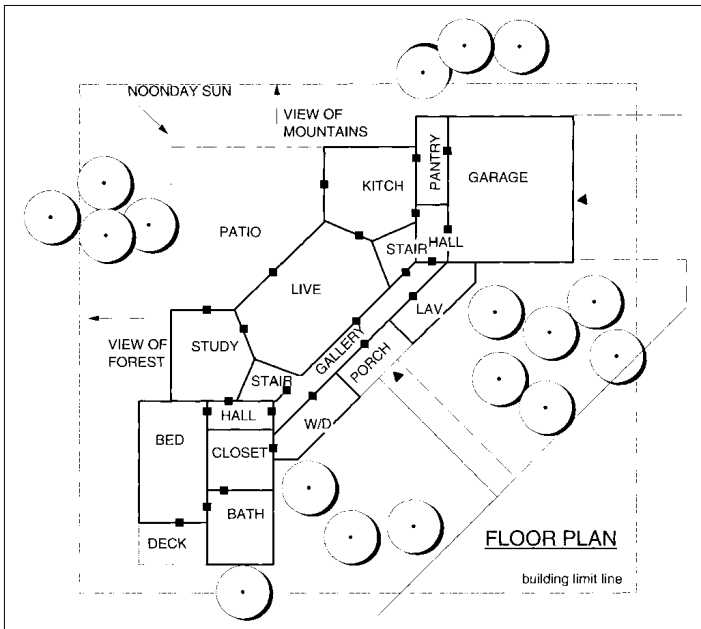 NOONDAY SUN
VIEW OF
MOUNTAINS
PANTRY
KITCH
GARAGE
PATIO
STAIR
HALL
LIVE
LAV
VIEW OF
FOREST
STUDY
GALLERY
PORCH
STAIR
HALL
W/D
BED
CLOSET
BATH
DECK
FLOOR PLAN
building limit line